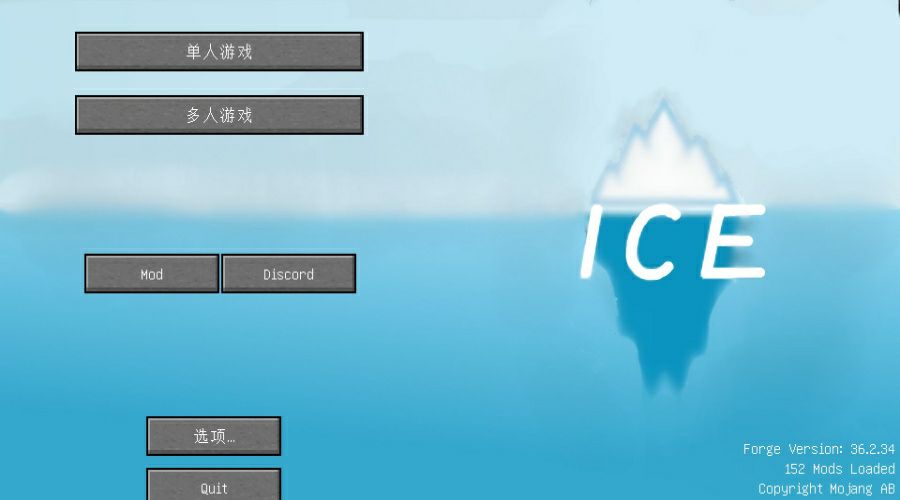 单人游戏
多人游戏
ICE
Mod
Discord
选项…
Quit
Forge Version: 36.2.34
152 Mods Loaded
Copyright Mojang AB